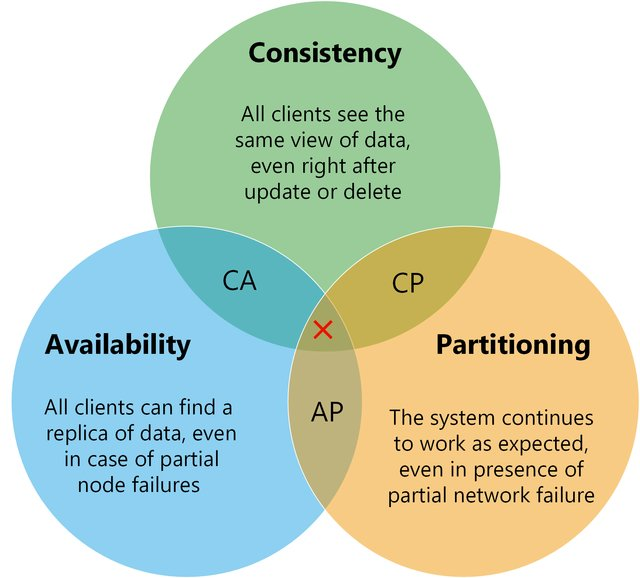 Consistency
All clients see the
same view of data,
even right after
update or delete
CA
CP
Availability
All clients can find a
replica of data, even
in case of partial
node failures
Partitioning
The system continues
to work as expected,
even in presence of
partial network failure
AP